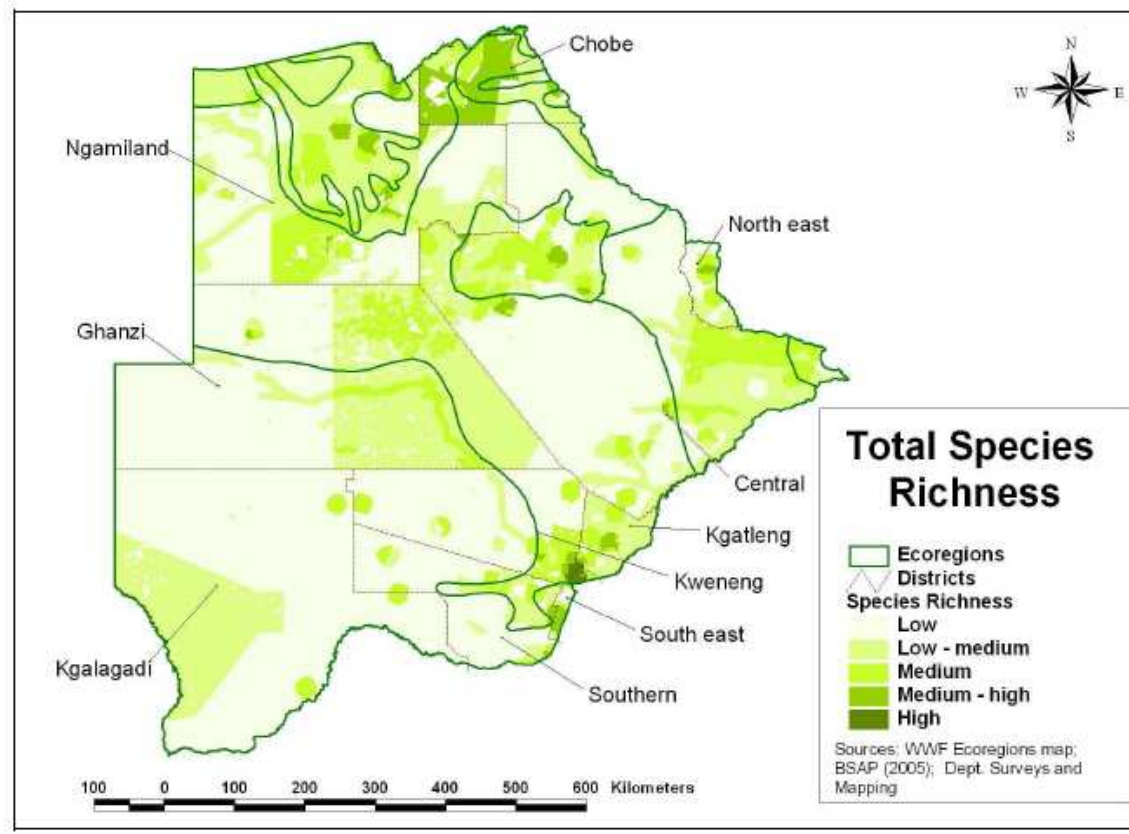 Chobe
N
W E
S
Ngamiland
North east
Ghanzi
Total Species
Richness
Central
Ecoregions
Kgatleng
Districts
Kweneng
Species Richness
Low
South east
Low - medium
Kgalagadi
Medium
Southern
Medium - high
High
Sources: WWF Ecoregions map;
BSAP (2005); Dept. Surveys and
Mapping
100 0 100 200 300 400 500 600 Kilometers